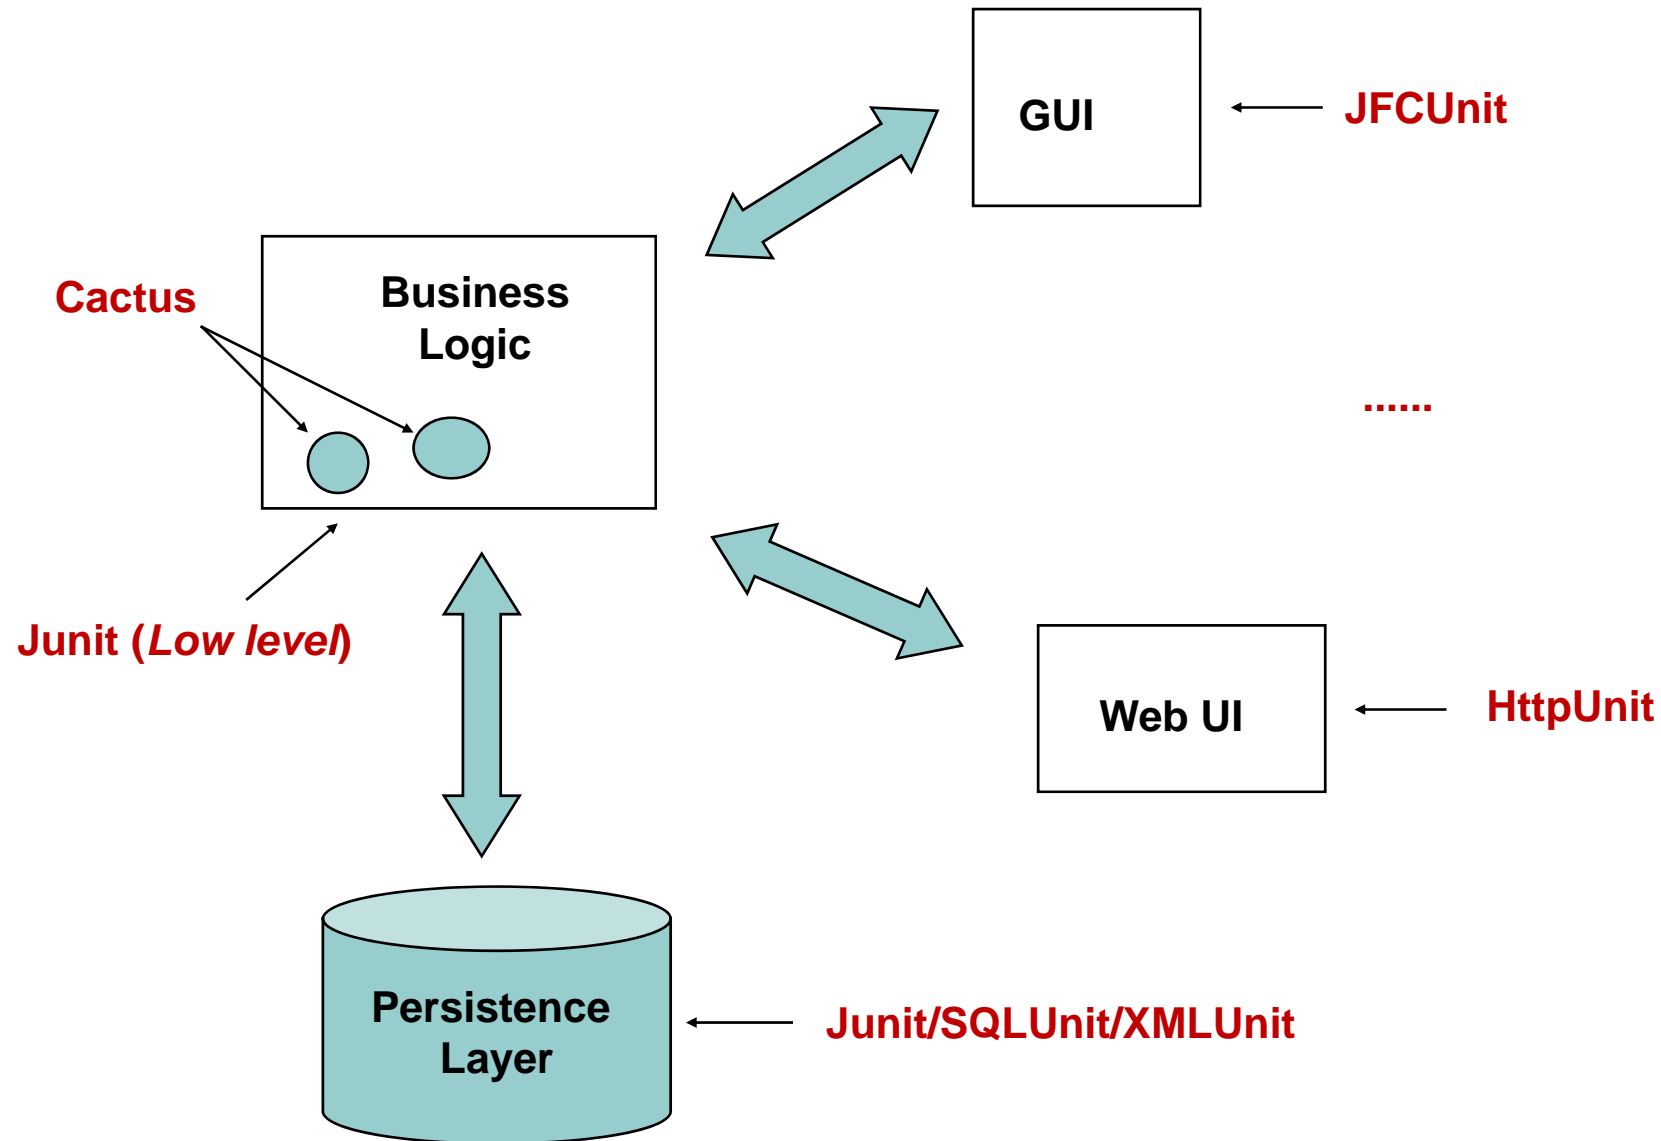 GUI
JFCUnit
Cactus
Business
Logic
......
Junit (Low level)
Web UI
HttpUnit
Persistence
Layer
Junit/SQLUnit/XMLUnit